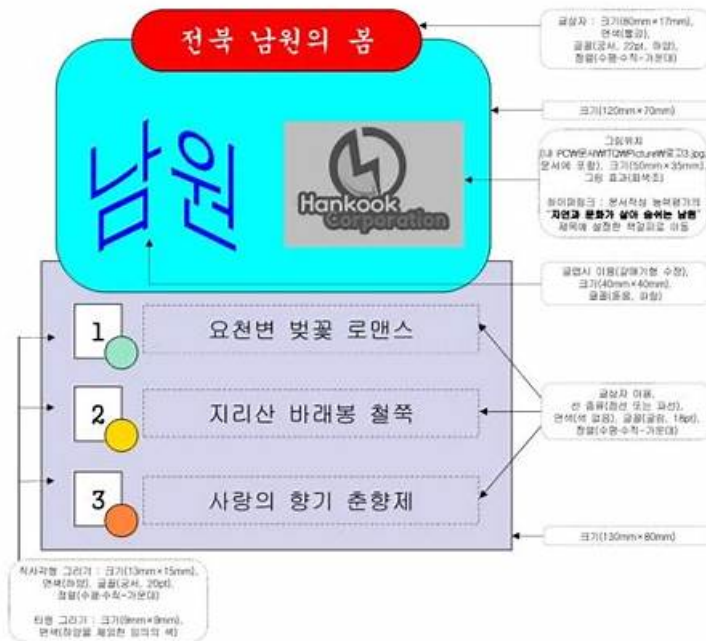 전북 남원의 봄
글상자 : 크기(80mm×17mm),
면색(빨강),
글꼴(궁서, 22pt, 하양),
정렬(수평·수직-가운데)
크기(120mm×70mm)
남원
Hankook
Corporation
그림위치
(내 PC\문서\ITQ\Picture\로고3.jpg,
문서에 포함), 크기(50mm×35mm),
그림 효과(회색조)
하이퍼링크 : 문서작성 능력평가의
"자연과 문화가 살아 숨쉬는 남원"
제목에 설정한 책갈피로 이동
글맵시 이용(갈매기형 수장),
크기(40mm×40mm),
글꼴(돋움, 파랑)
1
요천변 벚꽃 로맨스
2
지리산 바래봉 철쭉
3
사랑의 향기 춘향제
글상자 이용,
선 종류(점선 또는 파선),
면색(색 없음), 글꼴(굴림, 18pt),
정렬(수평·수직-가운데)
크기(130mm×80mm)
직사각형 그리기 : 크기(13mm×15mm),
면색(하양), 글꼴(궁서, 20pt),
정렬(수평·수직-가운데)
타원 그리기 : 크기(9mm×9mm),
면색(하양을 제외한 임의의 색)